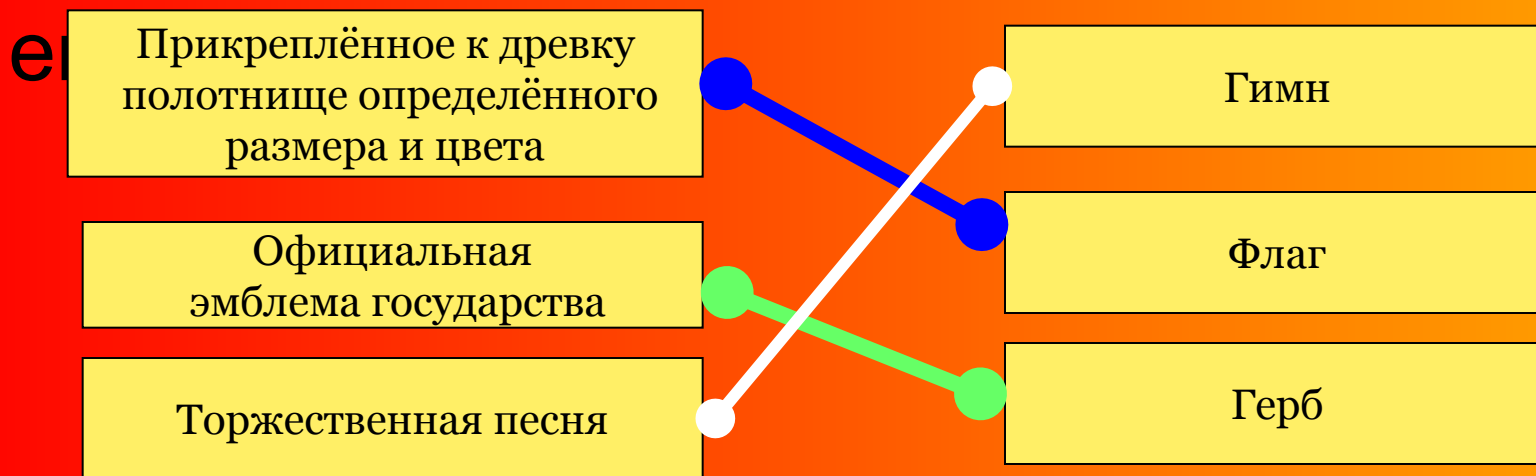 Прикреплённое к древку
полотнище определённого
размера и цвета
Официальная
эмблема государства
Торжественная песня
Гимн
Флаг
Герб